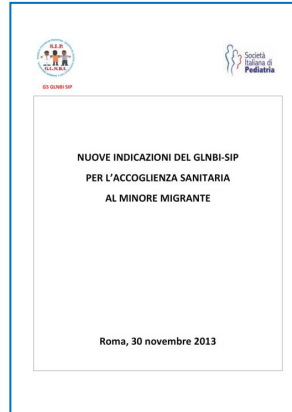 S.I.P.
G.L.N.B.I.
GS GLNBI SIP
Società
Italiana di
Pediatria
NUOVE INDICAZIONI DEL GLNBI-SIP
PER L'ACCOGLIENZA SANITARIA
AL MINORE MIGRANTE
Roma, 30 novembre 2013